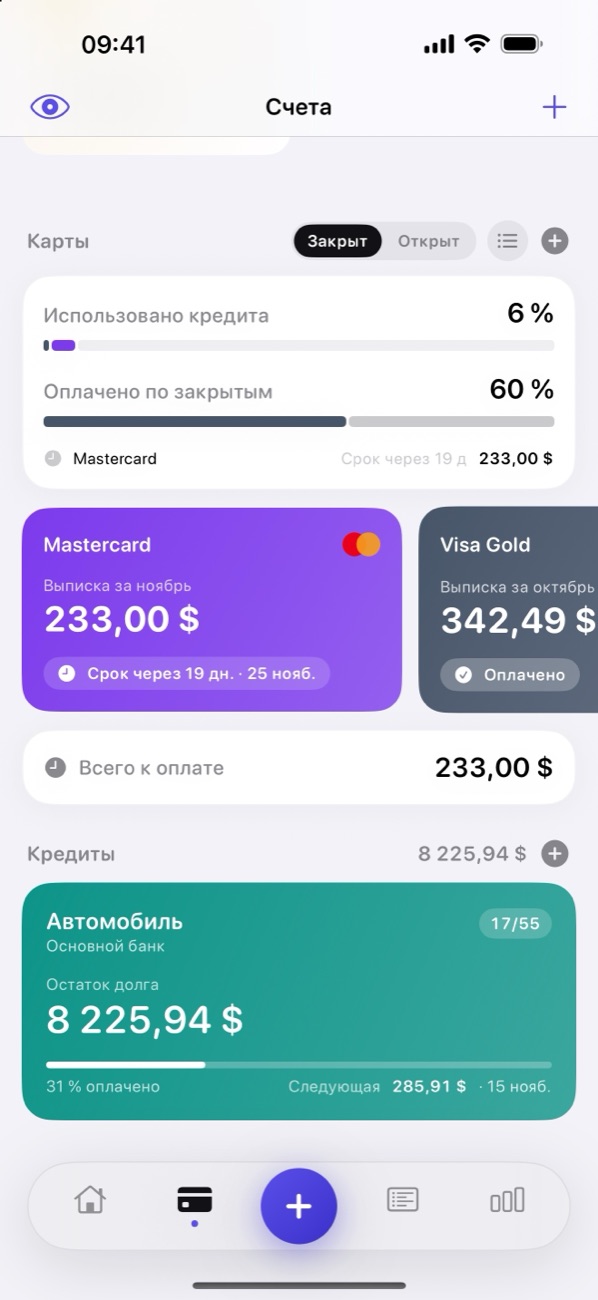 09:41
Счета
Карты
Закрыт Открыт
Использовано кредита 6 %
Оплачено по закрытым 60 %
Mastercard Срок через 19 д 233,00 $
Mastercard
Выписка за ноябрь
233,00 $
Срок через 19 дн. · 25 нояб.
Visa Gold
Выписка за октябрь
342,49 $
Оплачено
Всего к оплате 233,00 $
Кредиты 8 225,94 $
Автомобиль 17/55
Основной банк
Остаток долга
8 225,94 $
31 % оплачено Следующая 285,91 $ · 15 нояб.